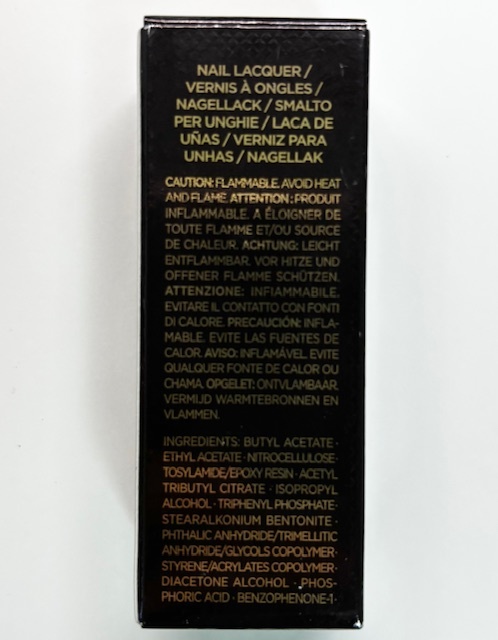 NAIL LACQUER /
VERNIS À ONGLES /
NAGELLACK / SMALTO
PER UNGHIE / LACA DE
UÑAS / VERNIZ PARA
UNHAS / NAGELLAK
CAUTION: FLAMMABLE. AVOID HEAT
AND FLAME. ATTENTION : PRODUIT
INFLAMMABLE. A ÉLOIGNER DE
TOUTE FLAMME ET/OU SOURCE
DE CHALEUR. ACHTUNG: LEICHT
ENTFLAMMBAR. VOR HITZE UND
OFFENER FLAMME SCHÜTZEN.
ATTENZIONE: INFIAMMABILE.
EVITARE IL CONTATTO CON FONTI
DI CALORE. PRECAUCIÓN: INFLA-
MABLE. EVITE LAS FUENTES DE
CALOR. AVISO: INFLAMÁVEL. EVITE
QUALQUER FONTE DE CALOR OU
CHAMA. OPGELET: ONTVLAMBAAR.
VERMIJD WARMTEBRONNEN EN
VLAMMEN.
INGREDIENTS: BUTYL ACETATE ·
ETHYL ACETATE · NITROCELLULOSE ·
TOSYLAMIDE/EPOXY RESIN · ACETYL
TRIBUTYL CITRATE · ISOPROPYL
ALCOHOL · TRIPHENYL PHOSPHATE ·
STEARALKONIUM BENTONITE ·
PHTHALIC ANHYDRIDE/TRIMELLITIC
ANHYDRIDE/GLYCOLS COPOLYMER ·
STYRENE/ACRYLATES COPOLYMER ·
DIACETONE ALCOHOL · PHOS-
PHORIC ACID · BENZOPHENONE-1 ·